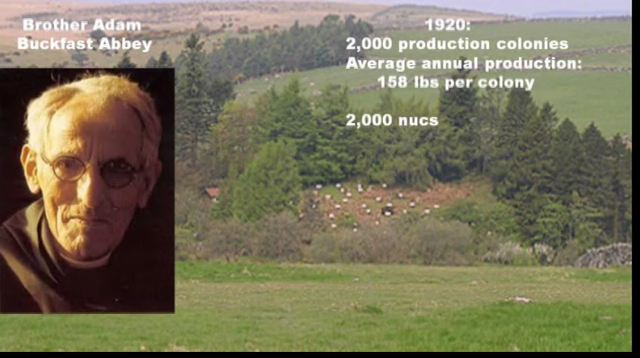 Brother Adam
Buckfast Abbey
1920:
2,000 production colonies
Average annual production:
158 lbs per colony
2,000 nucs